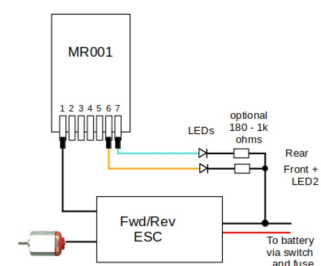 MR001
1 2 3 4 5 6 7
optional
180 - 1k
ohms
LEDs
Rear
Front +
LED2
Fwd/Rev
ESC
To battery
via switch
and fuse